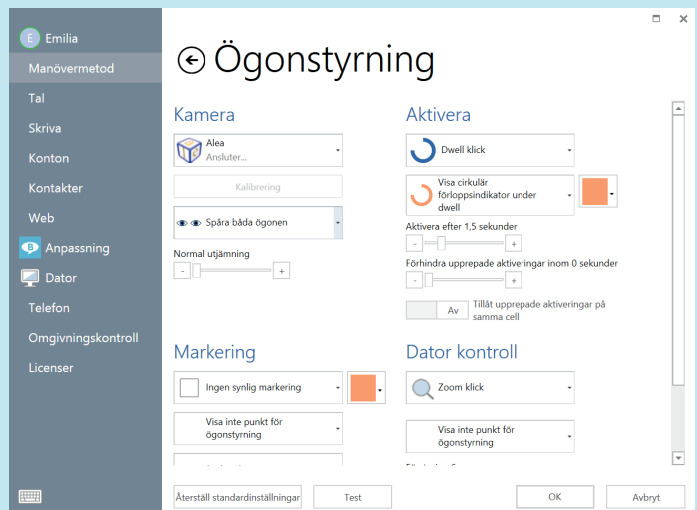 E Emilia
Manövermetod
Tal
Skriva
Konton
Kontakter
Web
B Anpassning
Dator
Telefon
Omgivningskontroll
Licenser
Ögonstyrning
Kamera
Alea
Ansluter...
Kalibrering
Spåra båda ögonen
Normal utjämning
- +
Aktivera
Dwell klick
Visa cirkulär
förloppsindikator under
dwell
Aktivera efter 1,5 sekunder
- +
Förhindra upprepade aktiveringar inom 0 sekunder
- +
Av
Tillåt upprepade aktiveringar på
samma cell
Markering
Ingen synlig markering
Visa inte punkt för
ögonstyrning
Dator kontroll
Zoom klick
Visa inte punkt för
ögonstyrning
Återställ standardinställningar
Test
OK
Avbryt